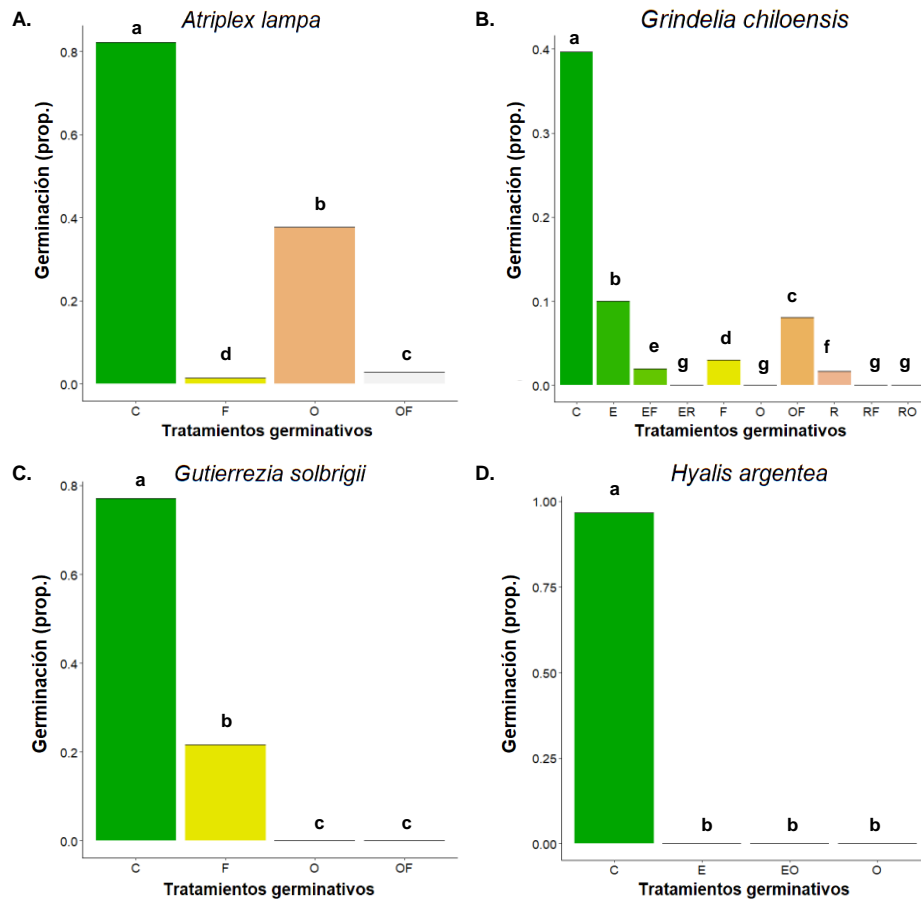 A.
Atriplex lampa
Germinación (prop.)
0.8
0.6
0.4
0.2
0.0
a
d
b
c
C F O OF
Tratamientos germinativos
B.
Grindelia chiloensis
Germinación (prop.)
0.4
0.3
0.2
0.1
0.0
a
b
e
g
d
g
c
f
g
g
C E EF ER F O OF R RF RO
Tratamientos germinativos
C.
Gutierrezia solbrigii
Germinación (prop.)
0.8
0.6
0.4
0.2
0.0
a
b
c
c
C F O OF
Tratamientos germinativos
D.
Hyalis argentea
Germinación (prop.)
1.00
0.75
0.50
0.25
0.00
a
b
b
b
C E EO O
Tratamientos germinativos